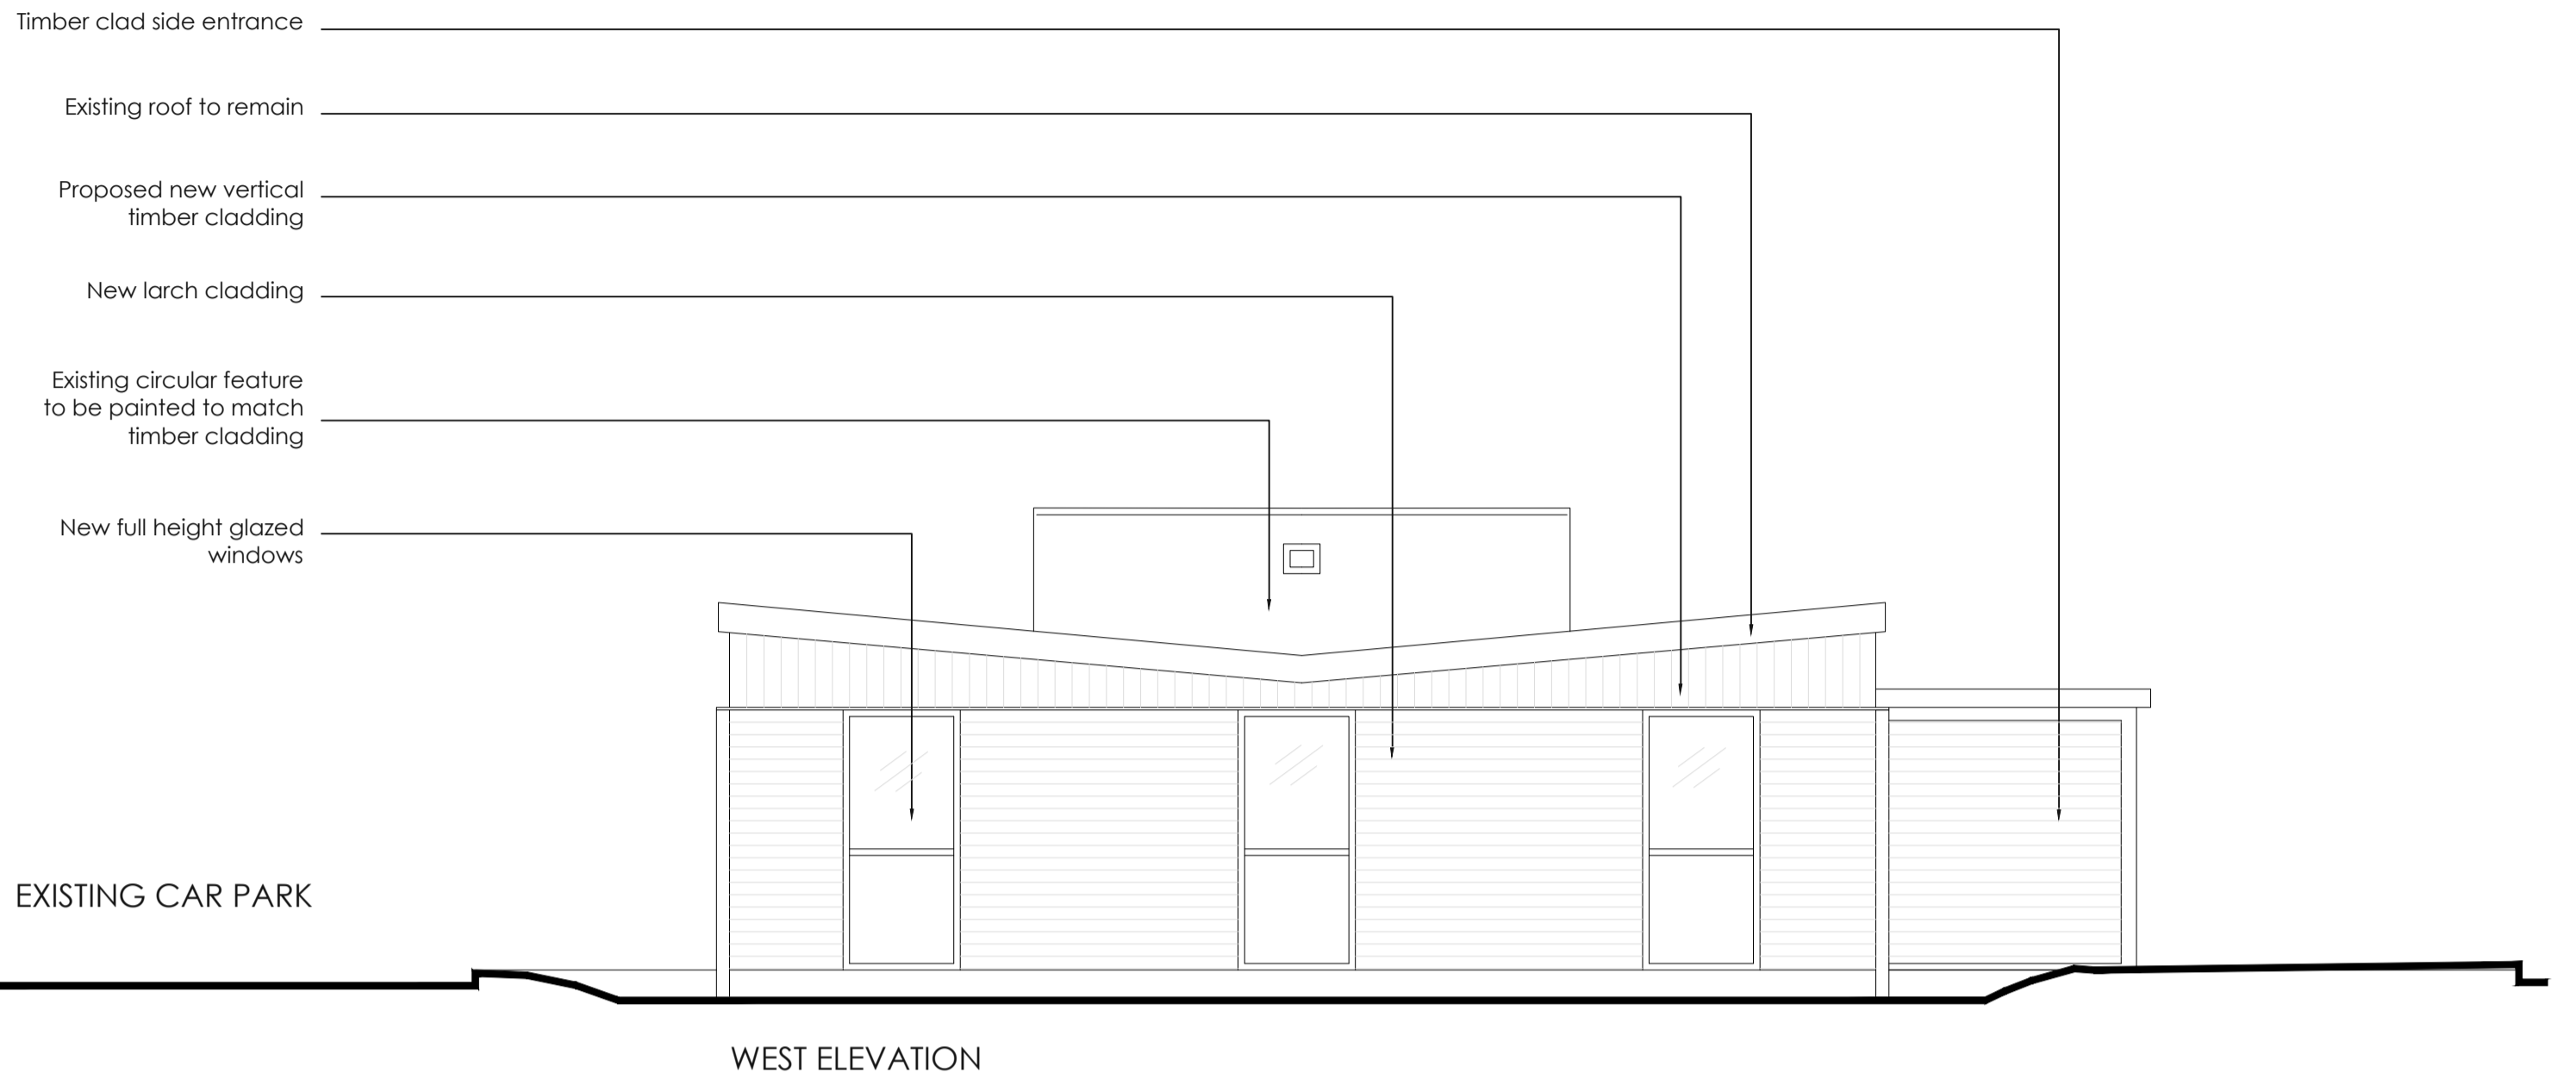 Timber clad side entrance
Existing roof to remain
Proposed new vertical
timber cladding
New larch cladding
Existing circular feature
to be painted to match
timber cladding
New full height glazed
windows
EXISTING CAR PARK
WEST ELEVATION